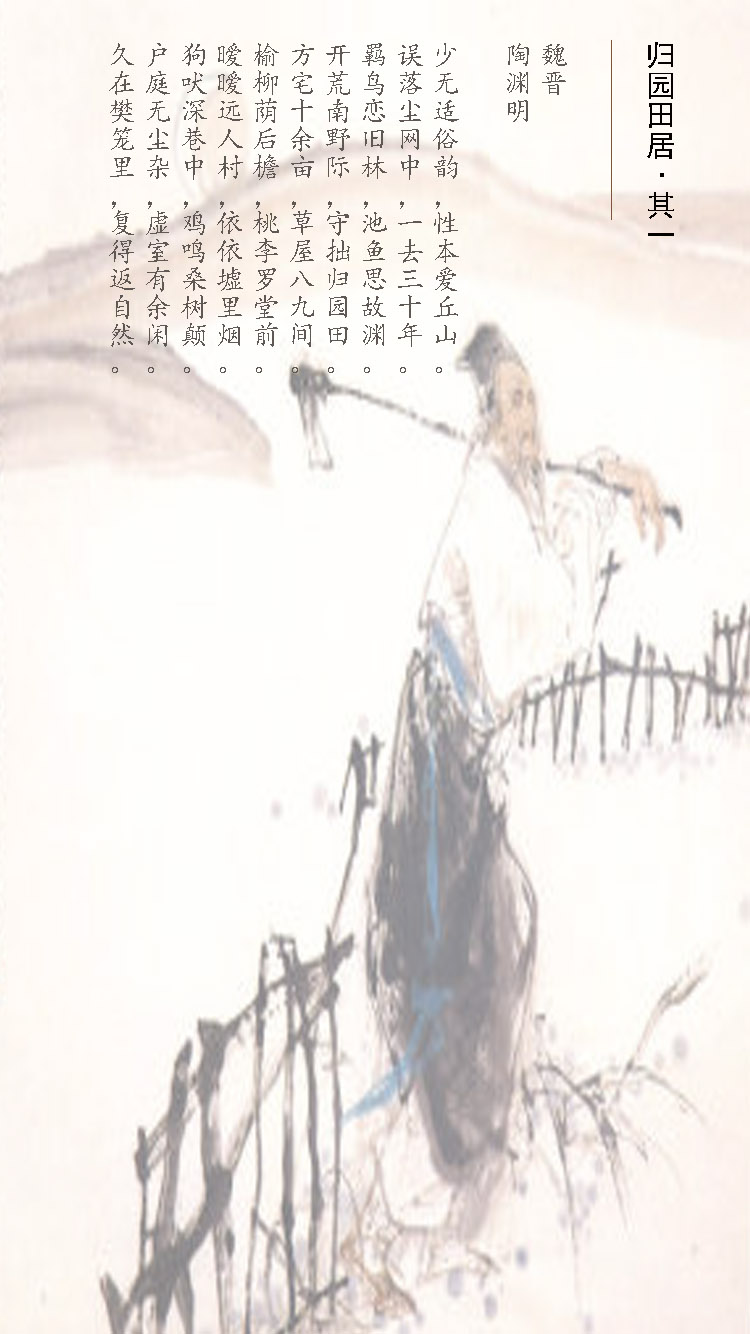 归园田居·其一
魏晋
陶渊明
少无适俗韵，性本爱丘山。
误落尘网中，一去三十年。
羁鸟恋旧林，池鱼思故渊。
开荒南野际，守拙归园田。
方宅十余亩，草屋八九间。
榆柳荫后檐，桃李罗堂前。
暧暧远人村，依依墟里烟。
狗吠深巷中，鸡鸣桑树颠。
户庭无尘杂，虚室有余闲。
久在樊笼里，复得返自然。